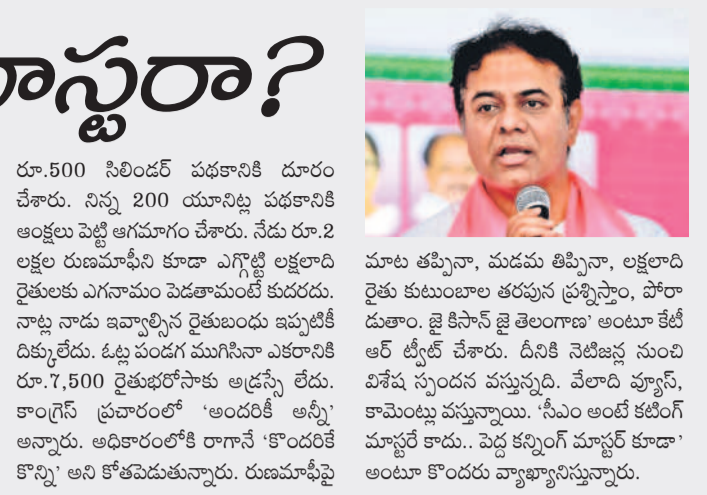 ాస్టరా?
రూ.500 సిలిండర్ పథకానికి దూరం
చేశారు. నిన్న 200 యూనిట్ల పథకానికి
ఆంక్షలు పెట్టి ఆగమాగం చేశారు. నేడు రూ.2
లక్షల రుణమాఫీని కూడా ఎగ్గొట్టి లక్షలాది
రైతులకు ఎగనామం పెడతామంటే కుదరదు.
నాట్ల నాడు ఇవ్వాల్సిన రైతుబంధు ఇప్పటికీ
దిక్కులేదు. ఓట్ల పండగ ముగిసినా ఎకరానికి
రూ.7,500 రైతుభరోసాకు అడ్రస్సే లేదు.
కాంగ్రెస్ ప్రచారంలో ‘అందరికీ అన్నీ’
అన్నారు. అధికారంలోకి రాగానే ‘కొందరికే
కొన్ని’ అని కోతపెడుతున్నారు. రుణమాఫీపై
మాట తప్పినా, మడమ తిప్పినా, లక్షలాది
రైతు కుటుంబాల తరపున ప్రశ్నిస్తాం, పోరా
డుతాం. జై కిసాన్ జై తెలంగాణ’ అంటూ కేటీ
ఆర్ ట్వీట్ చేశారు. దీనికి నెటిజన్ల నుంచి
విశేష స్పందన వస్తున్నది. వేలాది వ్యూస్,
కామెంట్లు వస్తున్నాయి. ‘సీఎం అంటే కటింగ్
మాస్టరే కాదు.. పెద్ద కన్నింగ్ మాస్టర్ కూడా’
అంటూ కొందరు వ్యాఖ్యానిస్తున్నారు.